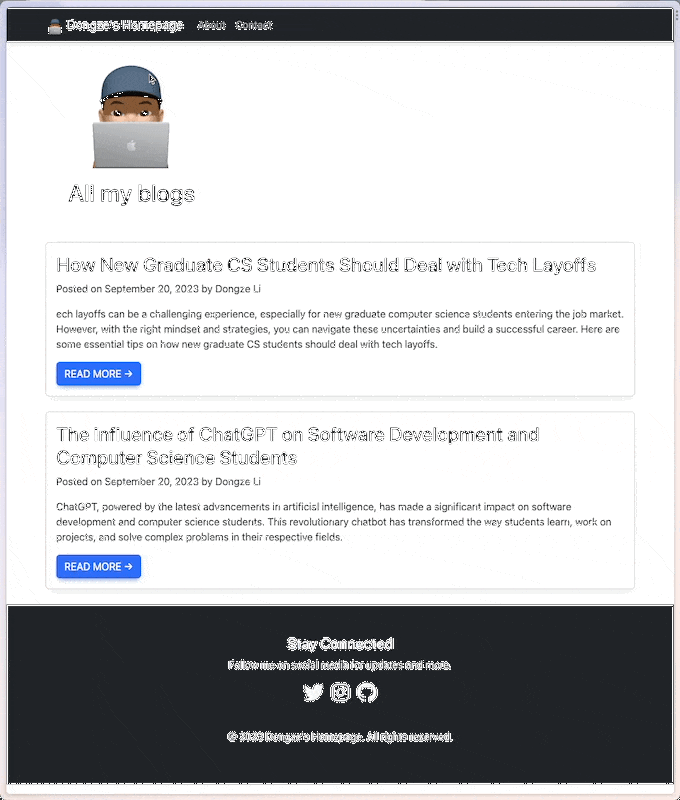 Dongze's Homepage About Contact
All my blogs
How New Graduate CS Students Should Deal with Tech Layoffs
Posted on September 20, 2023 by Dongze Li
ech layoffs can be a challenging experience, especially for new graduate computer science students entering the job market.
However, with the right mindset and strategies, you can navigate these uncertainties and build a successful career. Here are
some essential tips on how new graduate CS students should deal with tech layoffs.
READ MORE →
The influence of ChatGPT on Software Development and
Computer Science Students
Posted on September 20, 2023 by Dongze Li
ChatGPT, powered by the latest advancements in artificial intelligence, has made a significant impact on software
development and computer science students. This revolutionary chatbot has transformed the way students learn, work on
projects, and solve complex problems in their respective fields.
READ MORE →
Stay Connected
Follow me on social media for updates and more.
© 2023 Dongze's Homepage. All rights reserved.